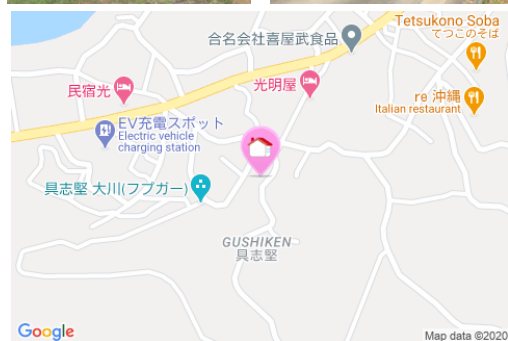 Tetsukono Soba
てつこのそば
合名会社喜屋武食品
民宿光
光明屋
re 沖縄
Italian restaurant
EV充電スポット
Electric vehicle
charging station
具志堅 大川(フブガー)
GUSHIKEN
具志堅
Google
Map data ©2020